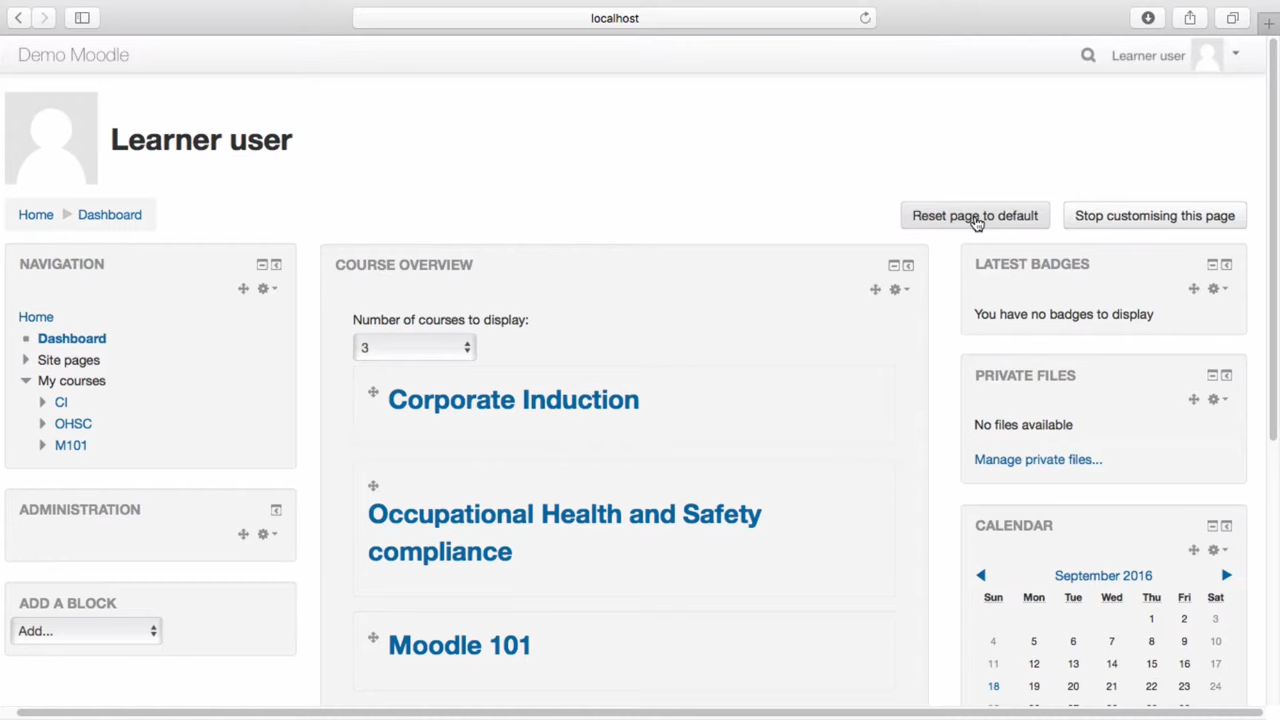 localhost
Demo Moodle
Learner user
Learner user
Home Dashboard
Reset page to default
Stop customising this page
NAVIGATION
Home
Dashboard
Site pages
My courses
CI
OHSC
M101
ADMINISTRATION
ADD A BLOCK
Add...
COURSE OVERVIEW
Number of courses to display:
3
Corporate Induction
Occupational Health and Safety
compliance
Moodle 101
LATEST BADGES
You have no badges to display
PRIVATE FILES
No files available
Manage private files...
CALENDAR
September 2016
Sun Mon Tue Wed Thu Fri Sat
1 2 3
4 5 6 7 8 9 10
11 12 13 14 15 16 17
18 19 20 21 22 23 24